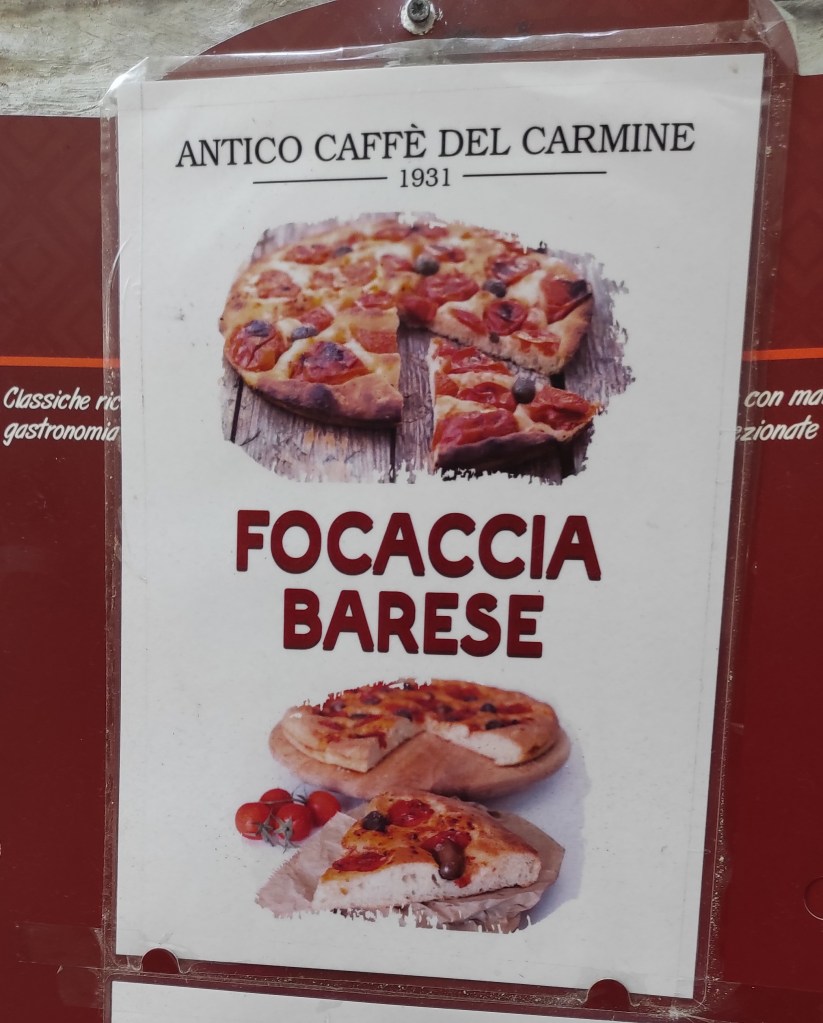 ANTICO CAFFÈ DEL CARMINE
1931
Classiche
con
gastronomia
FOCACCIA
BARESE